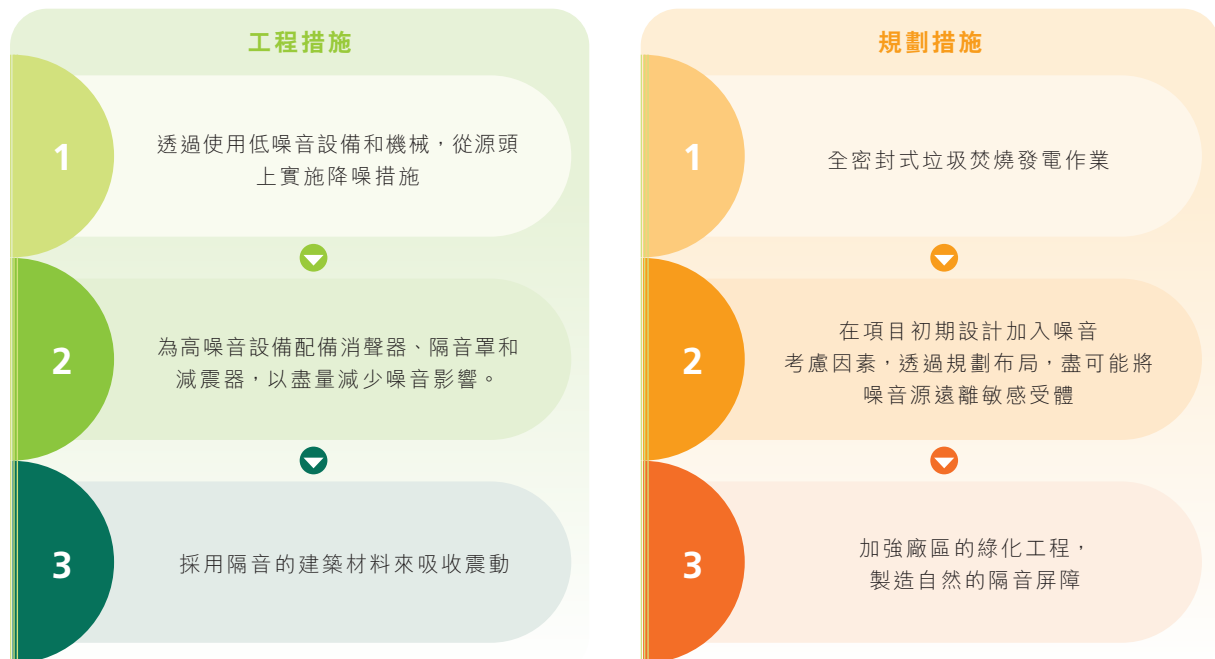 工程措施
1
透過使用低噪音設備和機械，從源頭
上實施降噪措施
2
為高噪音設備配備消聲器、隔音罩和
減震器，以盡量減少噪音影響。
3
採用隔音的建築材料來吸收震動
規劃措施
1
全密封式垃圾焚燒發電作業
2
在項目初期設計加入噪音
考慮因素，透過規劃布局，盡可能將
噪音源遠離敏感受體
3
加強廠區的綠化工程，
製造自然的隔音屏障